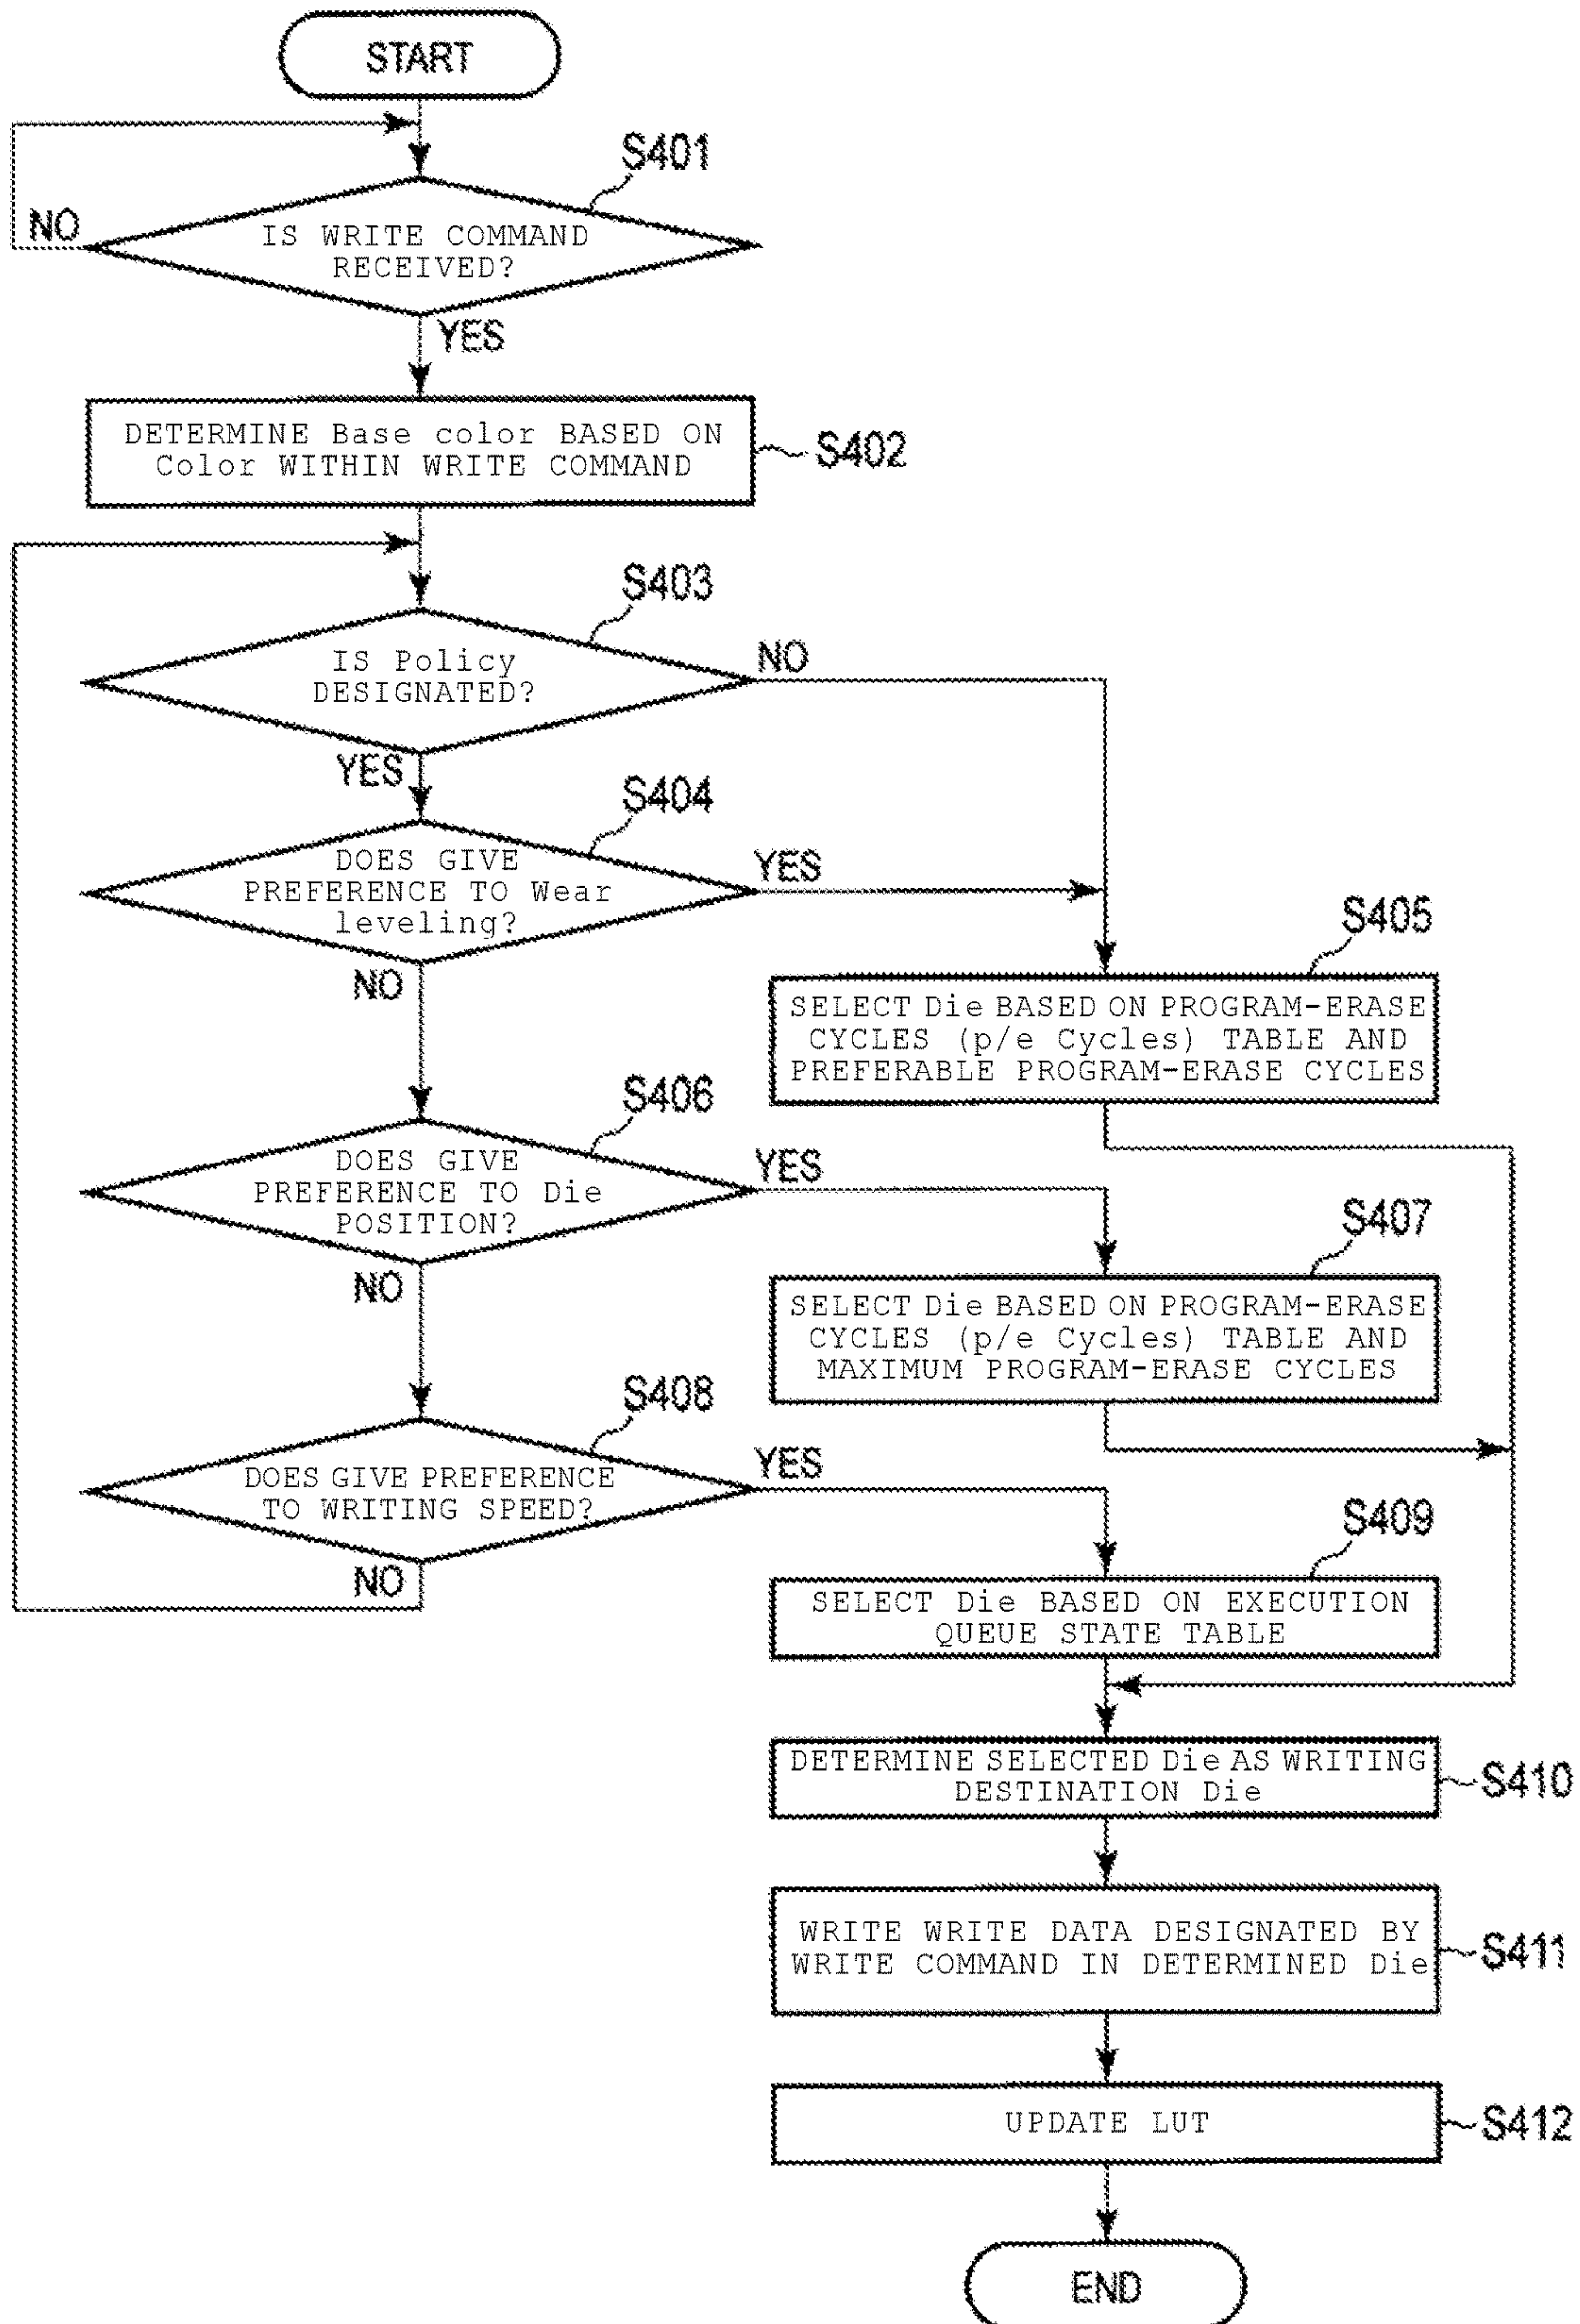 START
S401
NO
IS WRITE COMMAND
RECEIVED?
YES
DETERMINE Base color BASED ON
Color WITHIN WRITE COMMAND
S402
S403
IS Policy
DESIGNATED?
NO
YES
S404
DOES GIVE
PREFERENCE TO Wear
leveling?
YES
NO
S405
SELECT Die BASED ON PROGRAM-ERASE
CYCLES (p/e Cycles) TABLE AND
PREFERABLE PROGRAM-ERASE CYCLES
S406
DOES GIVE
PREFERENCE TO Die
POSITION?
YES
NO
S407
SELECT Die BASED ON PROGRAM-ERASE
CYCLES (p/e Cycles) TABLE AND
MAXIMUM PROGRAM-ERASE CYCLES
S408
DOES GIVE PREFERENCE
TO WRITING SPEED?
YES
NO
S409
SELECT Die BASED ON EXECUTION
QUEUE STATE TABLE
DETERMINE SELECTED Die AS WRITING
DESTINATION Die
S410
WRITE WRITE DATA DESIGNATED BY
WRITE COMMAND IN DETERMINED Die
S411
UPDATE LUT
S412
END